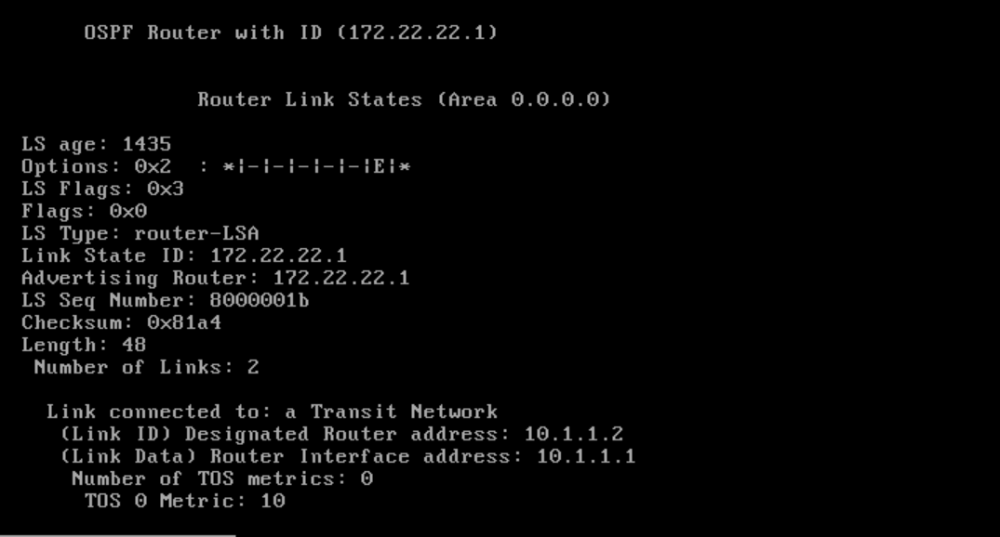 OSPF Router with ID (172.22.22.1)
Router Link States (Area 0.0.0.0)
LS age: 1435
Options: 0x2  : *|-|-|-|-|-|E|*
LS Flags: 0x3
Flags: 0x0
LS Type: router-LSA
Link State ID: 172.22.22.1
Advertising Router: 172.22.22.1
LS Seq Number: 8000001b
Checksum: 0x81a4
Length: 48
Number of Links: 2
Link connected to: a Transit Network
(Link ID) Designated Router address: 10.1.1.2
(Link Data) Router Interface address: 10.1.1.1
Number of TOS metrics: 0
TOS 0 Metric: 10